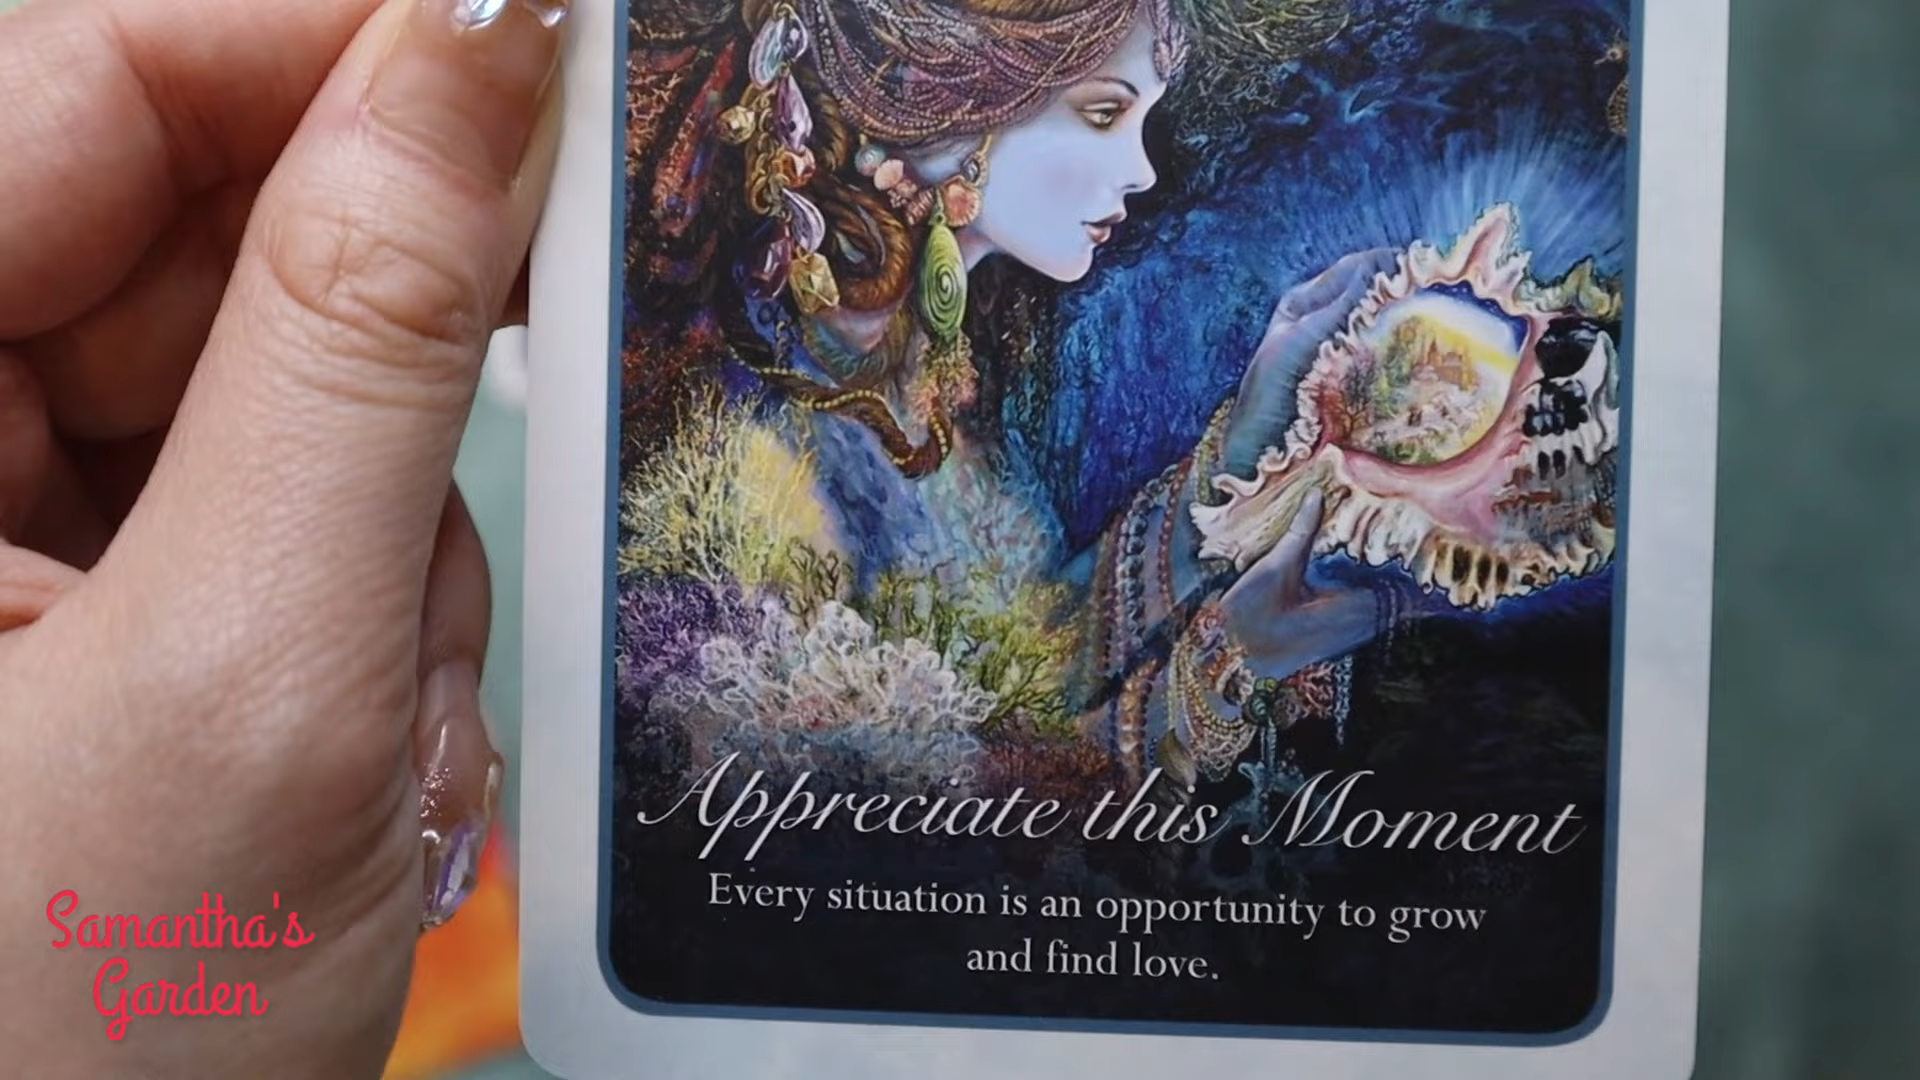 Appreciate this Moment
Every situation is an opportunity to grow
and find love.
Samantha's
Garden